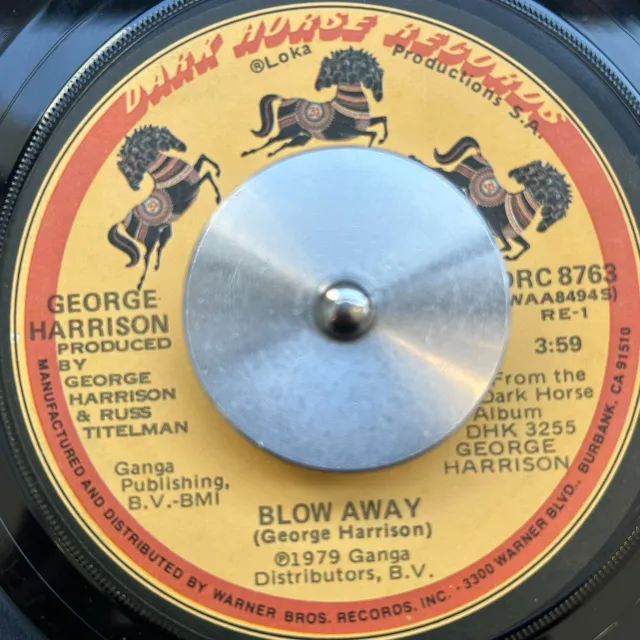 DARK HORSE RECORDS
℗Loka Productions S.A.
GEORGE
HARRISON
PRODUCED
BY
GEORGE
HARRISON
& RUSS
TITELMAN
Ganga
Publishing,
B.V.-BMI
DRC 8763
(WAA8494S)
RE-1
3:59
From the
Dark Horse
Album
DHK 3255
GEORGE
HARRISON
BLOW AWAY
(George Harrison)
℗1979 Ganga
Distributors, B.V.
MANUFACTURED AND DISTRIBUTED BY WARNER BROS. RECORDS, INC. · 3300 WARNER BLVD., BURBANK, CA 91510